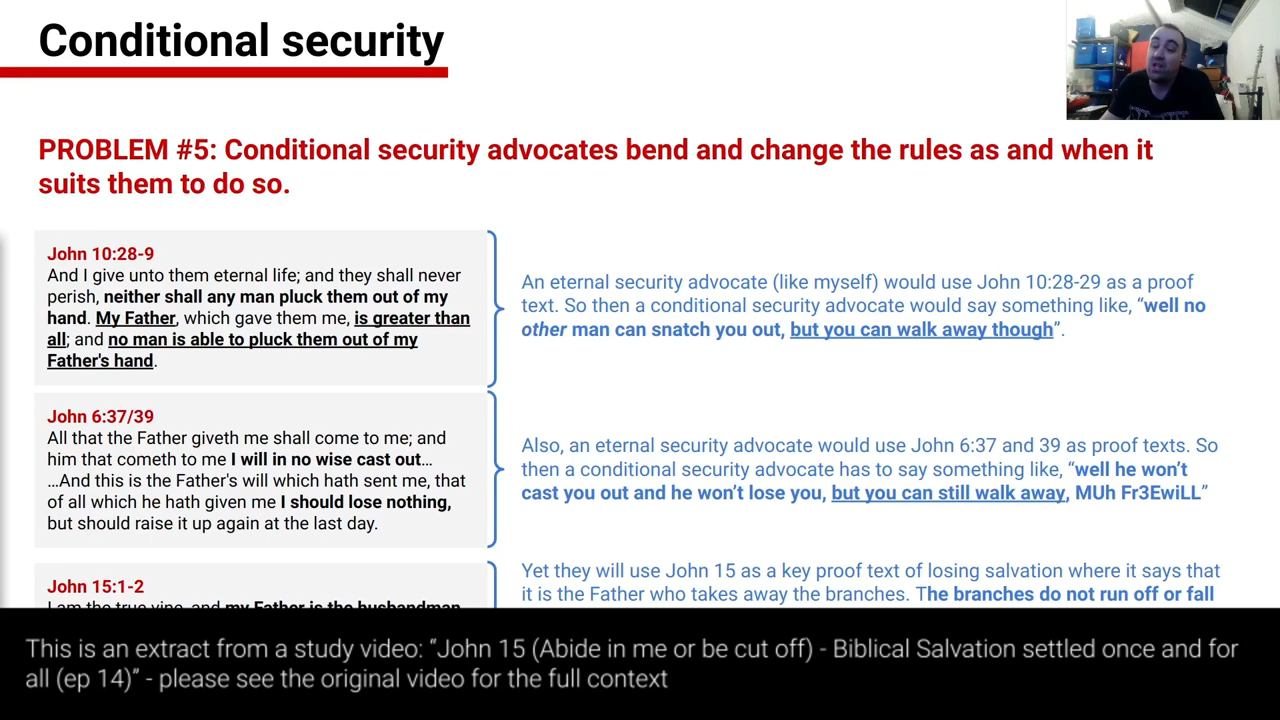 Conditional security
PROBLEM #5: Conditional security advocates bend and change the rules as and when it
suits them to do so.
John 10:28-9
And I give unto them eternal life; and they shall never
perish, neither shall any man pluck them out of my
hand. My Father, which gave them me, is greater than
all; and no man is able to pluck them out of my
Father's hand.
An eternal security advocate (like myself) would use John 10:28-29 as a proof
text. So then a conditional security advocate would say something like, “well no
other man can snatch you out, but you can walk away though”.
John 6:37/39
All that the Father giveth me shall come to me; and
him that cometh to me I will in no wise cast out…
…And this is the Father's will which hath sent me, that
of all which he hath given me I should lose nothing,
but should raise it up again at the last day.
Also, an eternal security advocate would use John 6:37 and 39 as proof texts. So
then a conditional security advocate has to say something like, “well he won’t
cast you out and he won’t lose you, but you can still walk away, MUh Fr3EwiLL”
John 15:1-2
I am the true vine, and my Father is the husbandman.
Yet they will use John 15 as a key proof text of losing salvation where it says that
it is the Father who takes away the branches. The branches do not run off or fall
This is an extract from a study video: “John 15 (Abide in me or be cut off) - Biblical Salvation settled once and for
all (ep 14)” - please see the original video for the full context